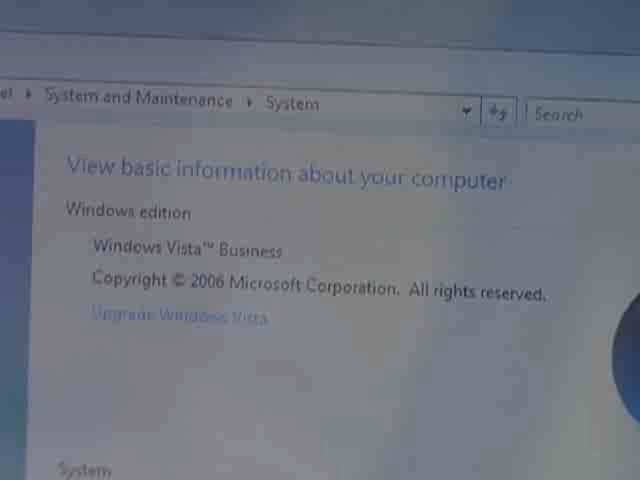 el ▸ System and Maintenance ▸ System
Search
View basic information about your computer
Windows edition
Windows Vista™ Business
Copyright © 2006 Microsoft Corporation. All rights reserved.
Upgrade Windows Vista
System